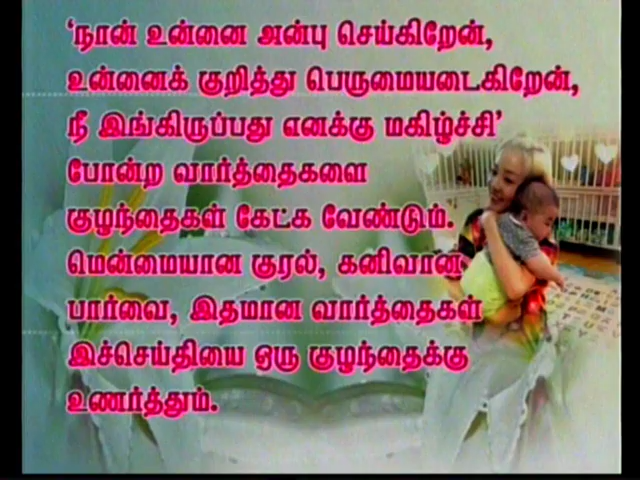 ‘நான் உன்னை அன்பு செய்கிறேன்,
உன்னைக் குறித்து பெருமையடைகிறேன்,
நீ இங்கிருப்பது எனக்கு மகிழ்ச்சி’
போன்ற வார்த்தைகளை
குழந்தைகள் கேட்க வேண்டும்.
மென்மையான குரல், கனிவான
பார்வை, இதமான வார்த்தைகள்
இச்செய்தியை ஒரு குழந்தைக்கு
உணர்த்தும்.